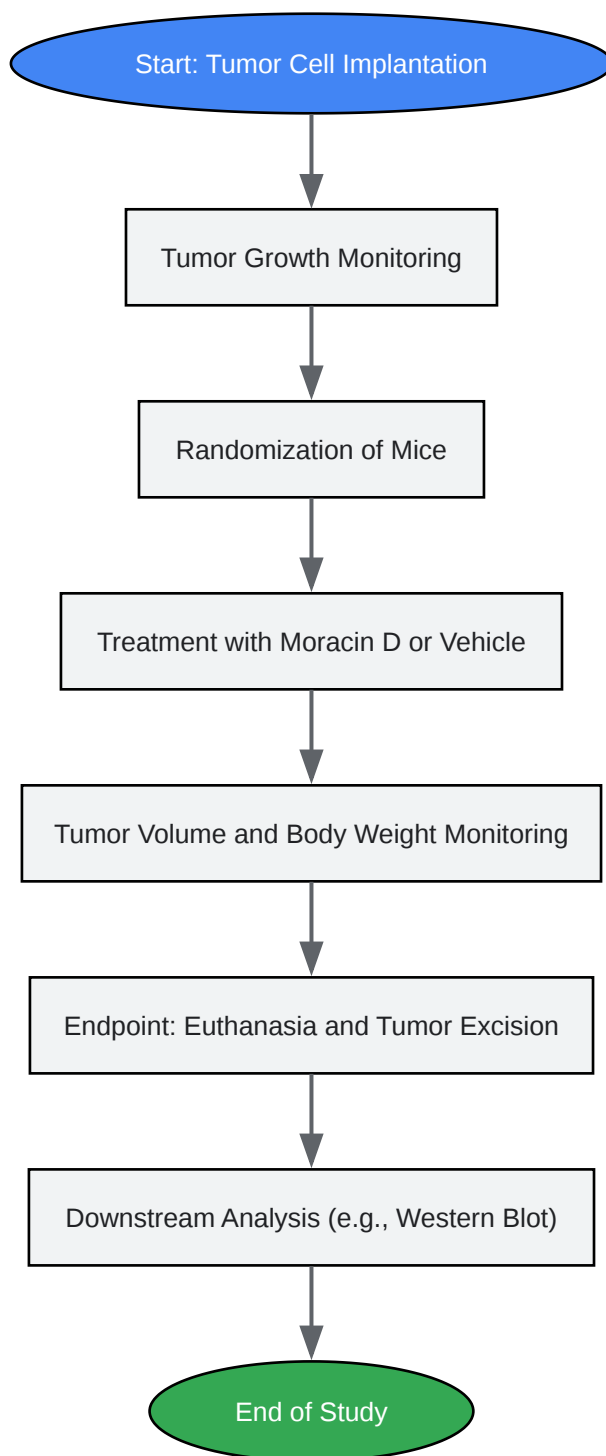 Start: Tumor Cell Implantation
Tumor Growth Monitoring
Randomization of Mice
Treatment with Moracin D or Vehicle
Tumor Volume and Body Weight Monitoring
Endpoint: Euthanasia and Tumor Excision
Downstream Analysis (e.g., Western Blot)
End of Study